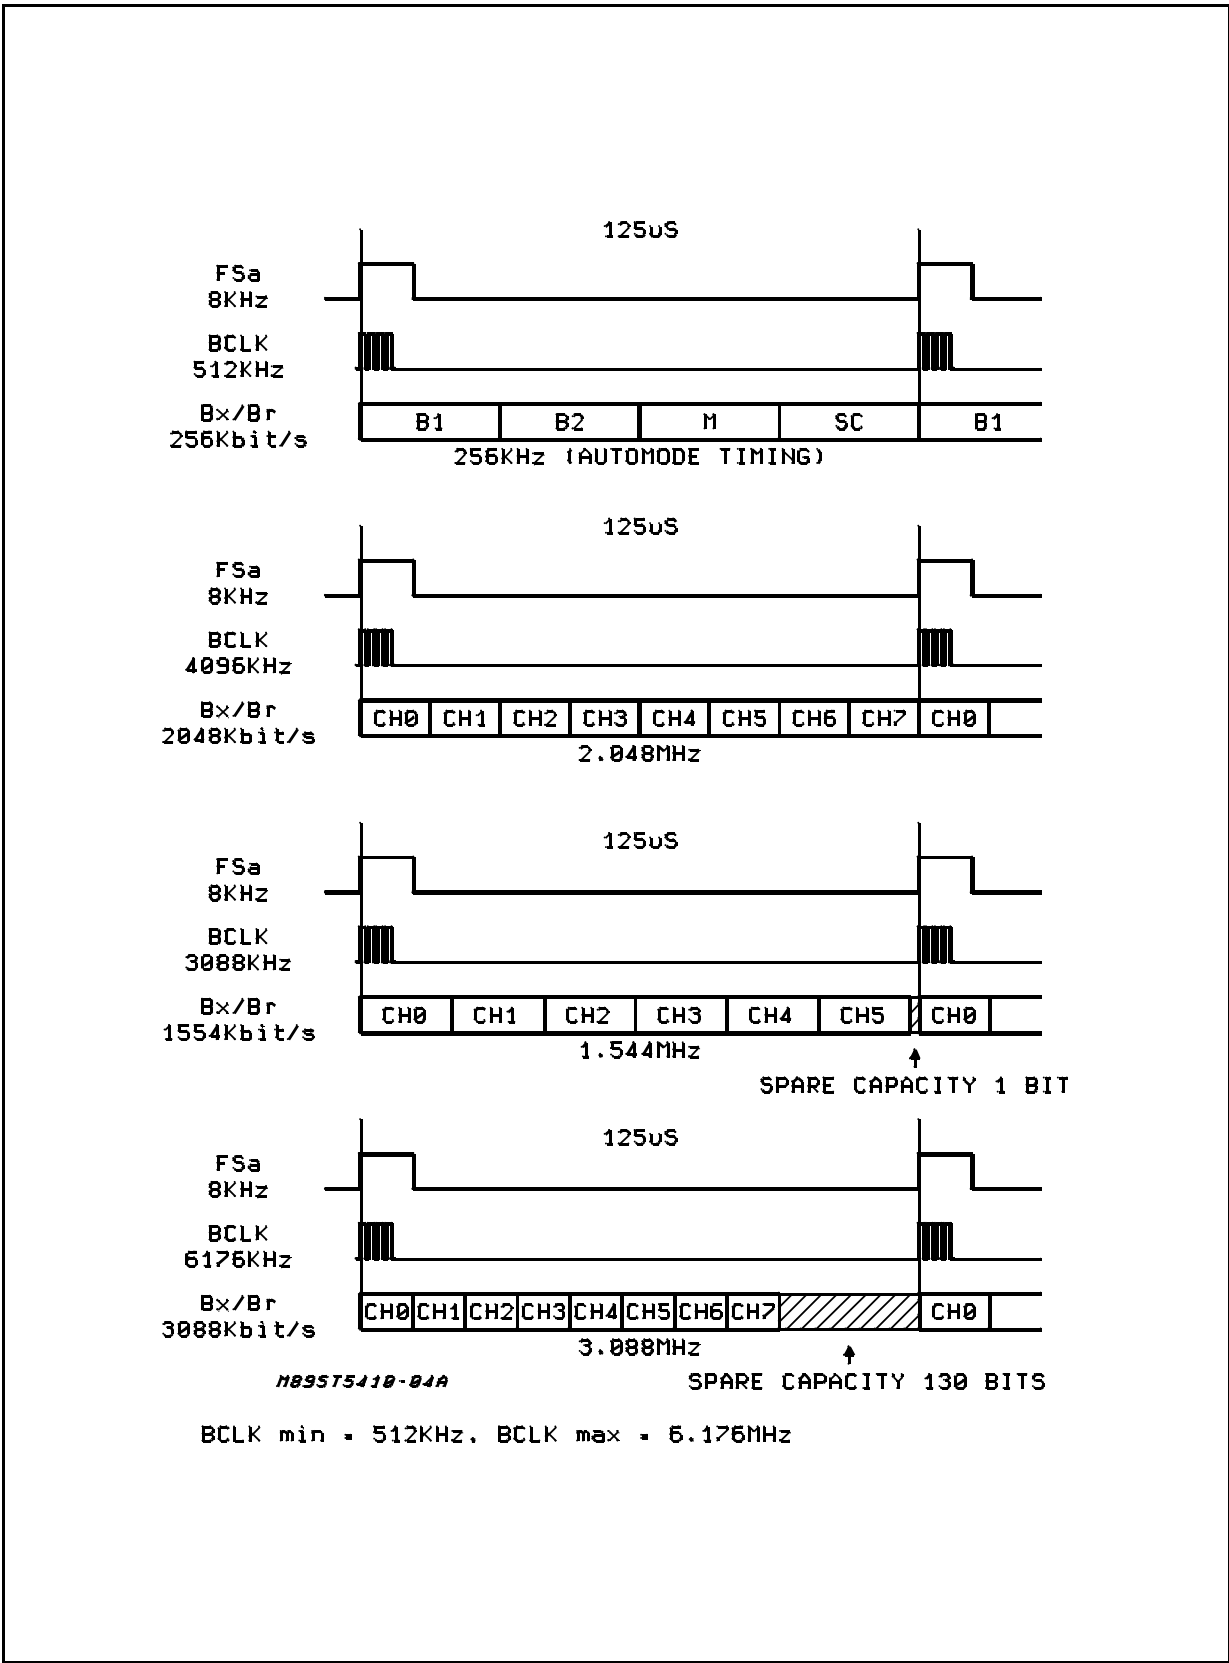 125uS
FSa
8KHz
BCLK
512KHz
Bx/Br
256Kbit/s
B1 B2 M SC B1
256KHz (AUTOMODE TIMING)
125uS
FSa
8KHz
BCLK
4096KHz
Bx/Br
2048Kbit/s
CH0 CH1 CH2 CH3 CH4 CH5 CH6 CH7 CH0
2.048MHz
125uS
FSa
8KHz
BCLK
3088KHz
Bx/Br
1554Kbit/s
CH0 CH1 CH2 CH3 CH4 CH5 CH0
1.544MHz
SPARE CAPACITY 1 BIT
125uS
FSa
8KHz
BCLK
6176KHz
Bx/Br
3088Kbit/s
CH0 CH1 CH2 CH3 CH4 CH5 CH6 CH7 CH0
3.088MHz
M89ST5410-04A
SPARE CAPACITY 130 BITS
BCLK min = 512KHz. BCLK max = 6.176MHz